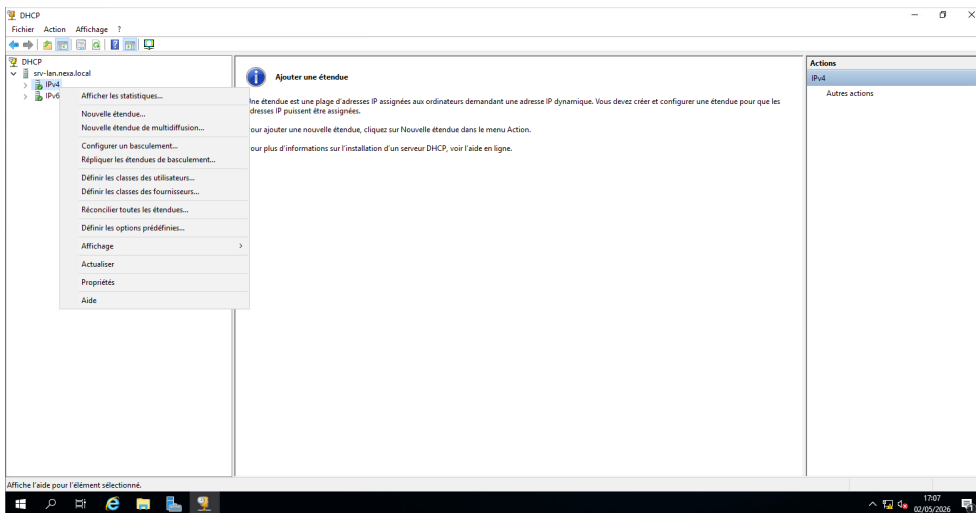 DHCP
Fichier Action Affichage ?
DHCP
srv-lan.nexa.local
IPv4
IPv6
Afficher les statistiques...
Nouvelle étendue...
Nouvelle étendue de multidiffusion...
Configurer un basculement...
Répliquer les étendues de basculement...
Définir les classes des utilisateurs...
Définir les classes des fournisseurs...
Réconcilier toutes les étendues...
Définir les options prédéfinies...
Affichage
Actualiser
Propriétés
Aide
Ajouter une étendue
ne étendue est une plage d'adresses IP assignées aux ordinateurs demandant une adresse IP dynamique. Vous devez créer et configurer une étendue pour que les
dresses IP puissent être assignées.
our ajouter une nouvelle étendue, cliquez sur Nouvelle étendue dans le menu Action.
our plus d'informations sur l'installation d'un serveur DHCP, voir l'aide en ligne.
Actions
IPv4
Autres actions
Affiche l'aide pour l'élément sélectionné.
17:07
02/05/2026